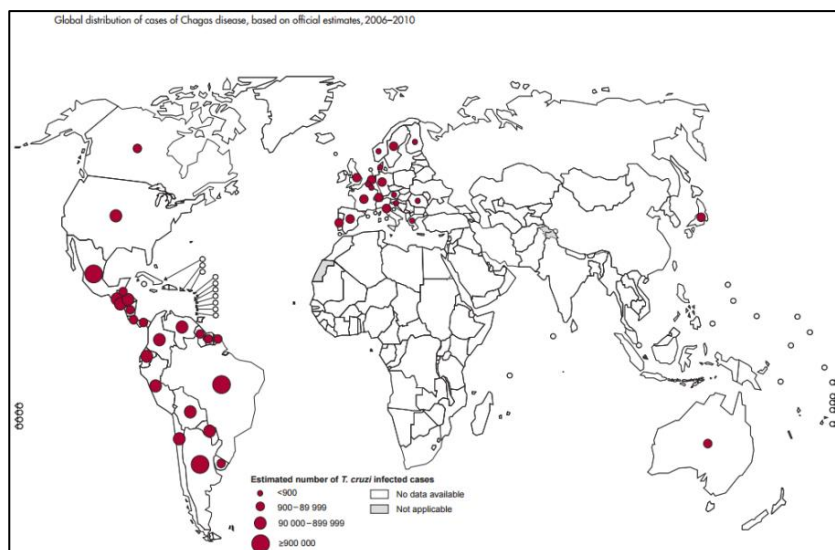 Global distribution of cases of Chagas disease, based on official estimates, 2006–2010
Estimated number of T. cruzi infected cases
<900
900–89 999
90 000–899 999
≥900 000
No data available
Not applicable